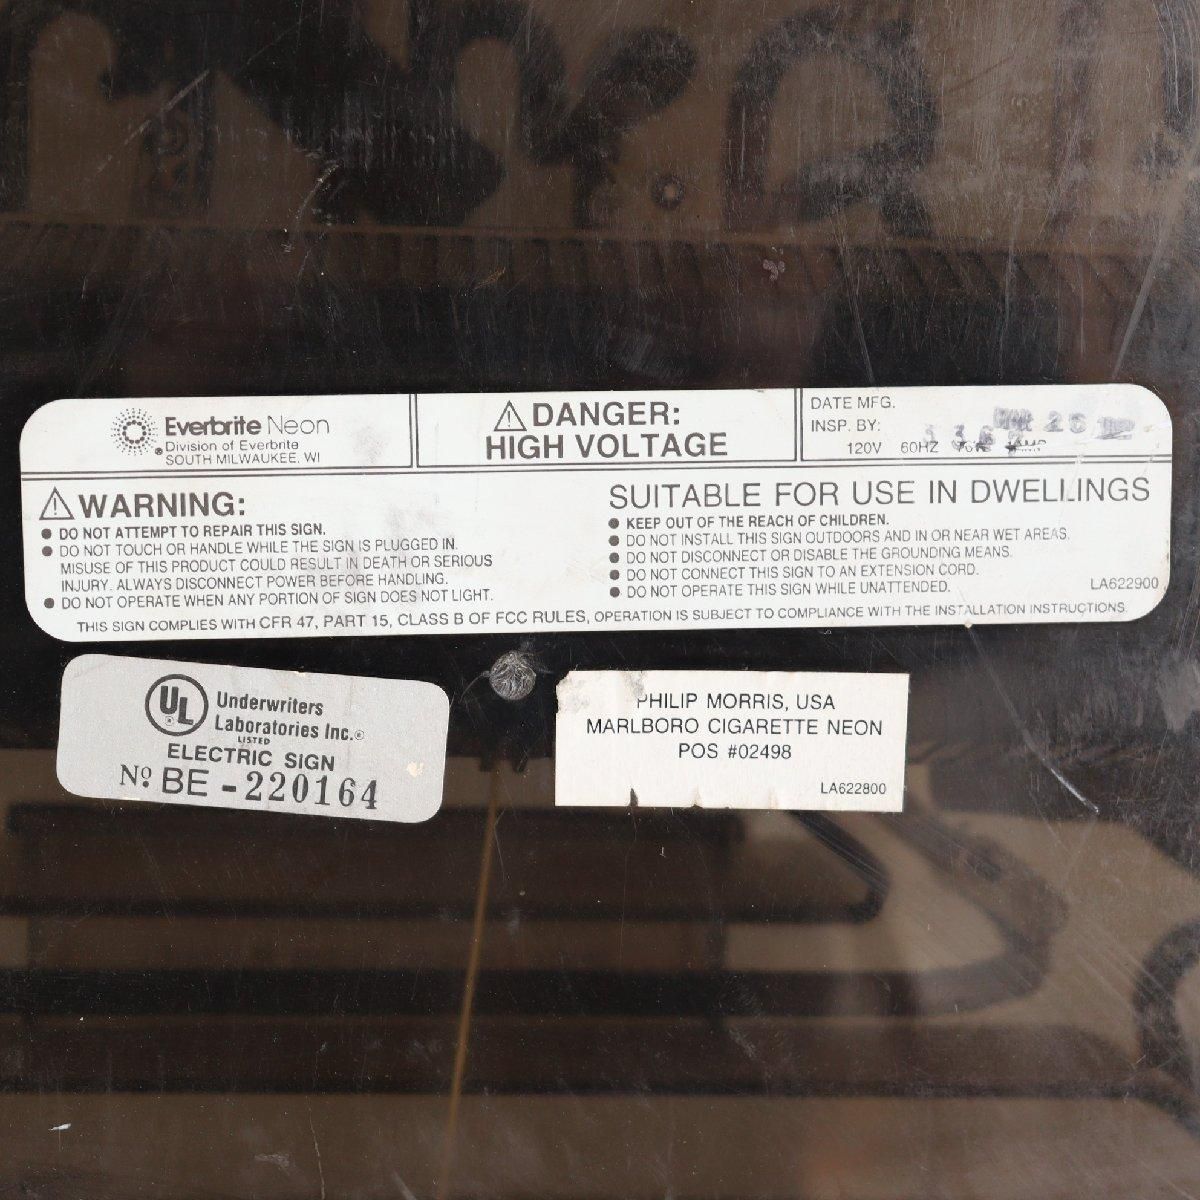 Everbrite Neon
Division of Everbrite
SOUTH MILWAUKEE, WI
⚠ DANGER:
HIGH VOLTAGE
DATE MFG.
INSP. BY:
MAR 26
120V 60HZ
⚠ WARNING:
● DO NOT ATTEMPT TO REPAIR THIS SIGN.
● DO NOT TOUCH OR HANDLE WHILE THE SIGN IS PLUGGED IN.
MISUSE OF THIS PRODUCT COULD RESULT IN DEATH OR SERIOUS
INJURY. ALWAYS DISCONNECT POWER BEFORE HANDLING.
● DO NOT OPERATE WHEN ANY PORTION OF SIGN DOES NOT LIGHT.
SUITABLE FOR USE IN DWELLINGS
● KEEP OUT OF THE REACH OF CHILDREN.
● DO NOT INSTALL THIS SIGN OUTDOORS AND IN OR NEAR WET AREAS.
● DO NOT DISCONNECT OR DISABLE THE GROUNDING MEANS.
● DO NOT CONNECT THIS SIGN TO AN EXTENSION CORD.
● DO NOT OPERATE THIS SIGN WHILE UNATTENDED.
LA622900
THIS SIGN COMPLIES WITH CFR 47, PART 15, CLASS B OF FCC RULES, OPERATION IS SUBJECT TO COMPLIANCE WITH THE INSTALLATION INSTRUCTIONS.
UL ®
Underwriters
Laboratories Inc.®
LISTED
ELECTRIC SIGN
Nº BE-220164
PHILIP MORRIS, USA
MARLBORO CIGARETTE NEON
POS #02498
LA622800